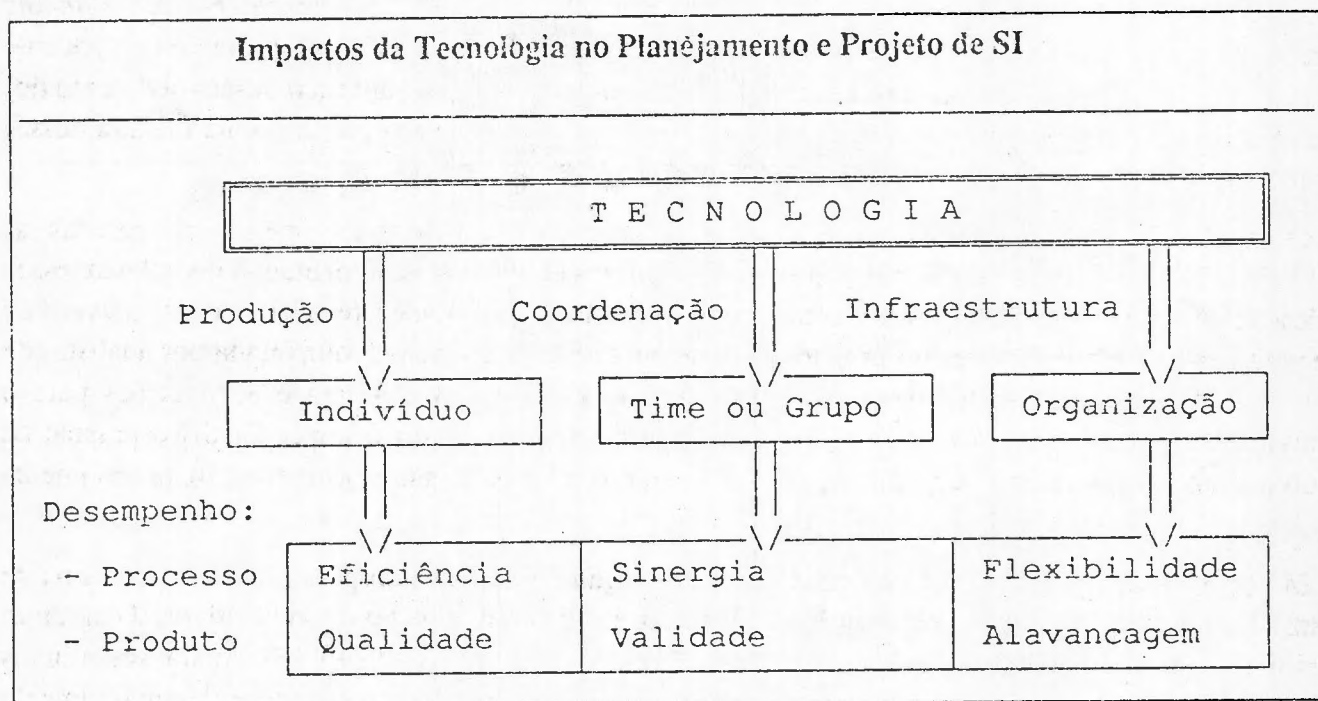 Impactos da Tecnologia no Planejamento e Projeto de SI
T E C N O L O G I A
Produção Coordenação Infraestrutura
Indivíduo Time ou Grupo Organização
Desempenho:
- Processo Eficiência Sinergia Flexibilidade
- Produto Qualidade Validade Alavancagem